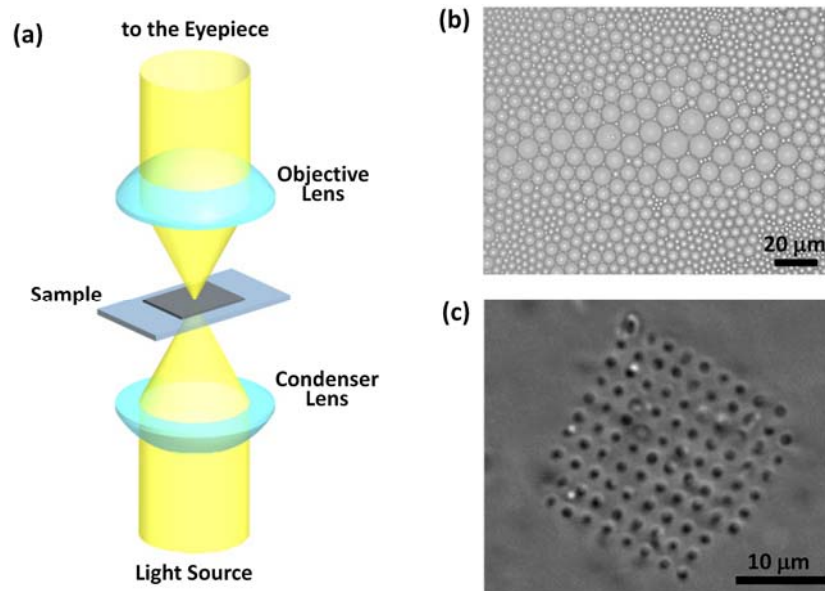 (a)
to the Eyepiece
Objective
Lens
Sample
Condenser
Lens
Light Source
(b)
20 μm
(c)
10 μm